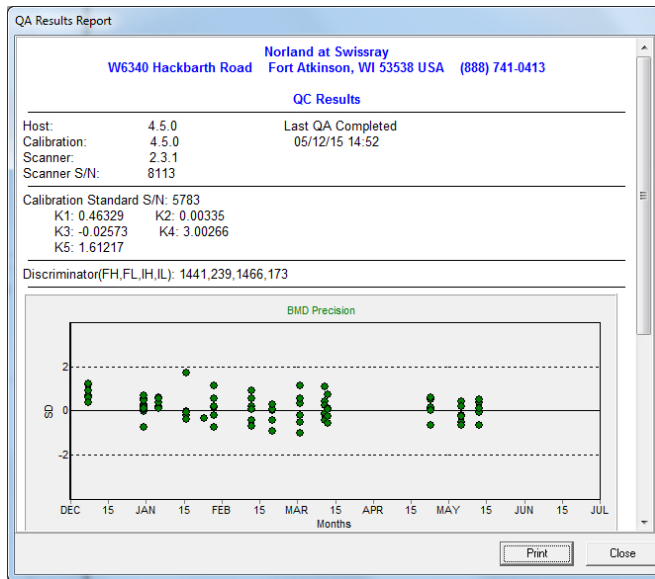 QA Results Report
Norland at Swissray
W6340 Hackbarth Road Fort Atkinson, WI 53538 USA (888) 741-0413
QC Results
Host: 4.5.0 Last QA Completed
Calibration: 4.5.0 05/12/15 14:52
Scanner: 2.3.1
Scanner S/N: 8113
Calibration Standard S/N: 5783
K1: 0.46329 K2: 0.00335
K3: -0.02573 K4: 3.00266
K5: 1.61217
Discriminator(FH,FL,IH,IL): 1441,239,1466,173
BMD Precision
2
SD 0
-2
DEC 15 JAN 15 FEB 15 MAR 15 APR 15 MAY 15 JUN 15 JUL
Months
Print Close